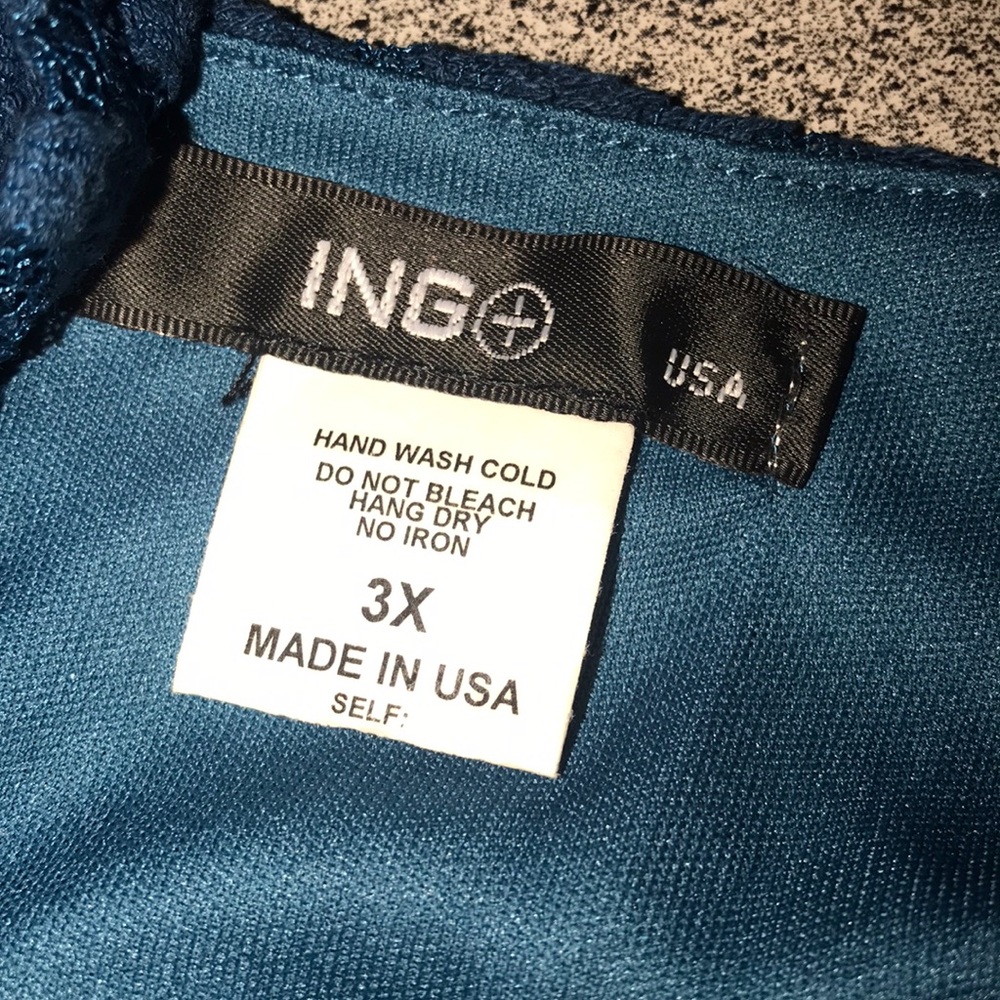 ING⊕ USA
HAND WASH COLD
DO NOT BLEACH
HANG DRY
NO IRON
3X
MADE IN USA
SELF: